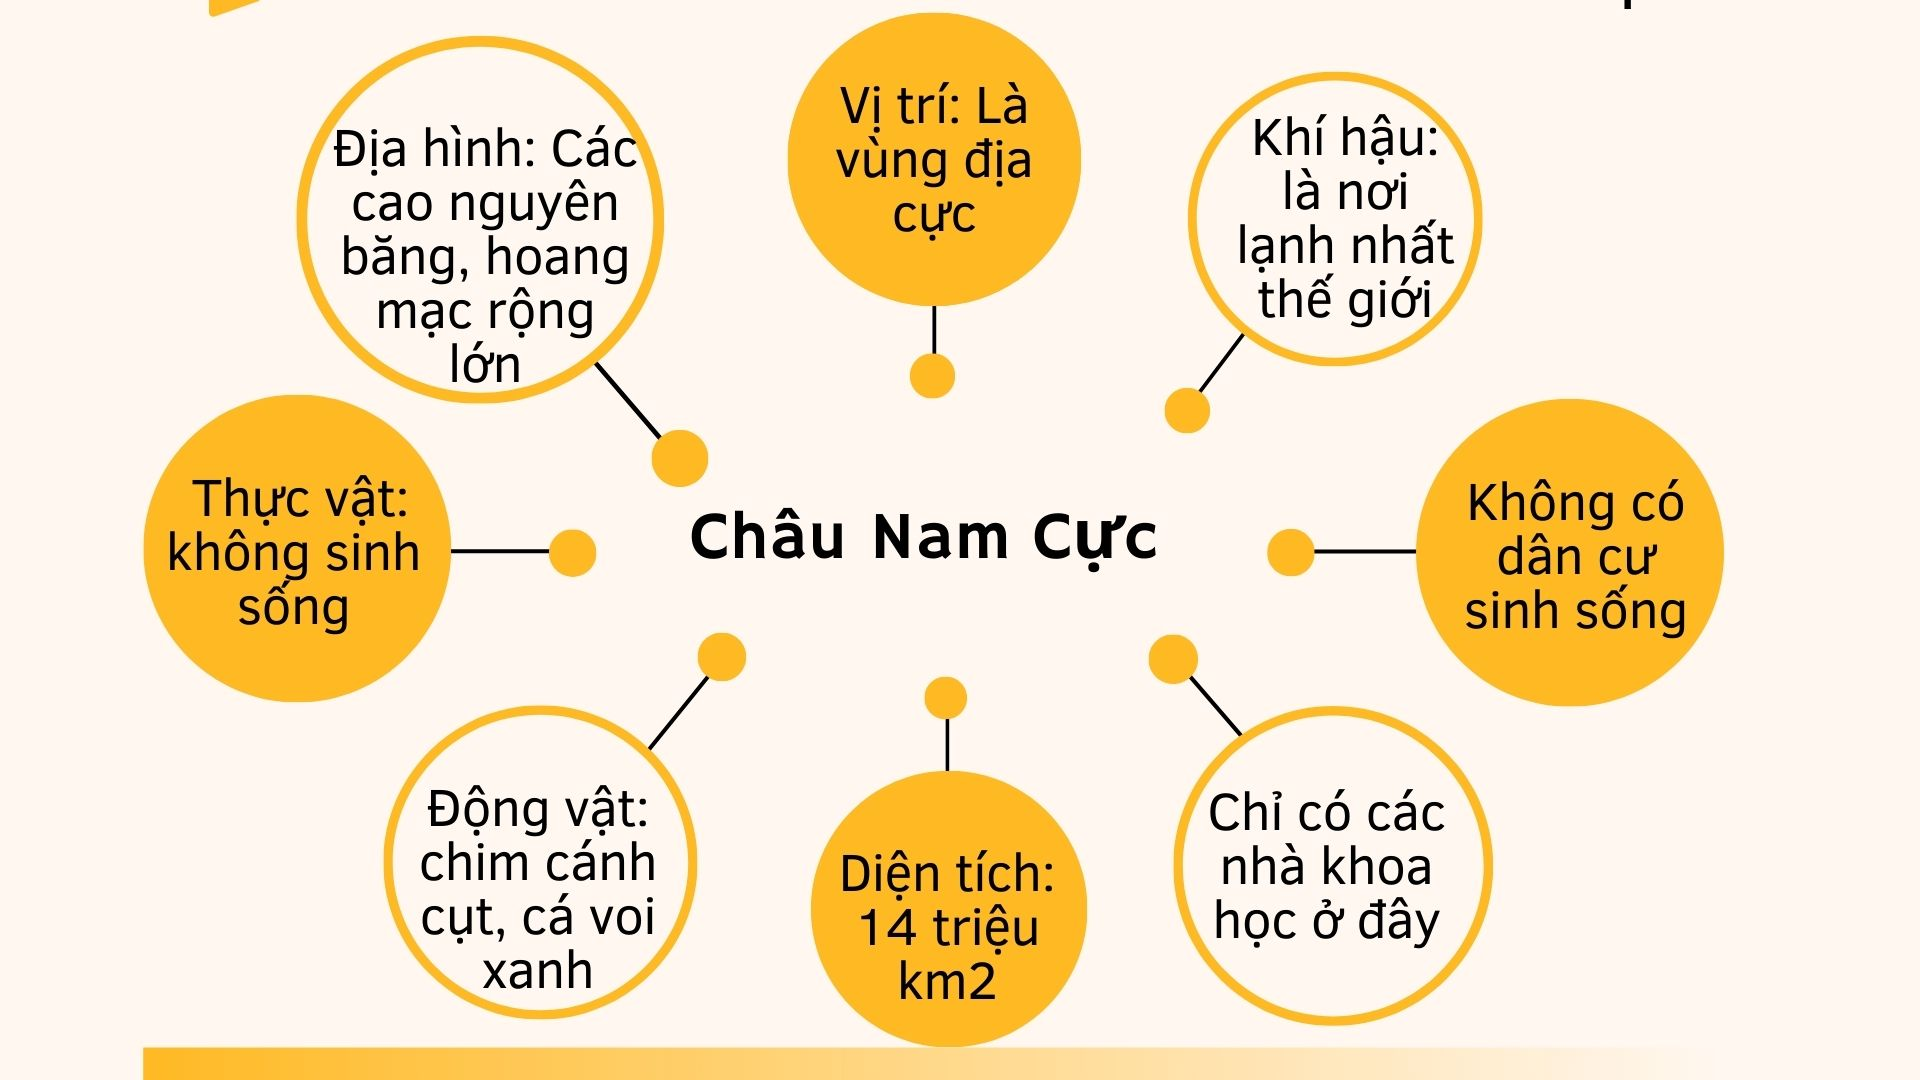 Vị trí: Là
vùng địa
cực
Địa hình: Các
cao nguyên
băng, hoang
mạc rộng
lớn
Khí hậu:
là nơi
lạnh nhất
thế giới
Thực vật:
không sinh
sống
Châu Nam Cực
Không có
dân cư
sinh sống
Động vật:
chim cánh
cụt, cá voi
xanh
Diện tích:
14 triệu
km2
Chỉ có các
nhà khoa
học ở đây